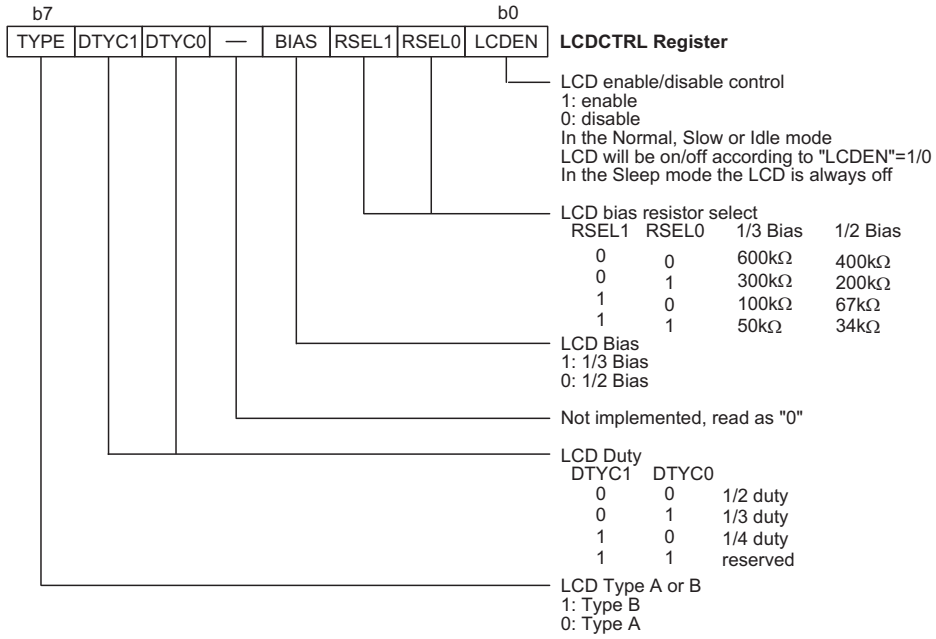 b7 b0
TYPE DTYC1 DTYC0 — BIAS RSEL1 RSEL0 LCDEN LCDCTRL Register
LCD enable/disable control
1: enable
0: disable
In the Normal, Slow or Idle mode
LCD will be on/off according to "LCDEN"=1/0
In the Sleep mode the LCD is always off
LCD bias resistor select
RSEL1 RSEL0 1/3 Bias 1/2 Bias
0 0 600kΩ 400kΩ
0 1 300kΩ 200kΩ
1 0 100kΩ 67kΩ
1 1 50kΩ 34kΩ
LCD Bias
1: 1/3 Bias
0: 1/2 Bias
Not implemented, read as "0"
LCD Duty
DTYC1 DTYC0
0 0 1/2 duty
0 1 1/3 duty
1 0 1/4 duty
1 1 reserved
LCD Type A or B
1: Type B
0: Type A